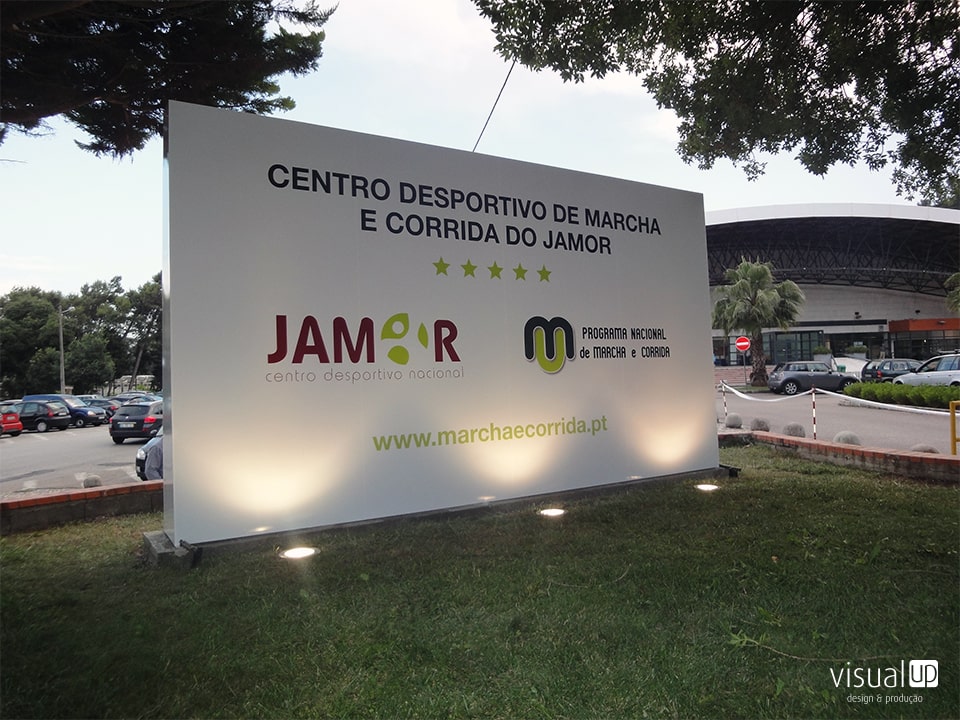 CENTRO DESPORTIVO DE MARCHA
E CORRIDA DO JAMOR
JAMOR
centro desportivo nacional
m
PROGRAMA NACIONAL
de MARCHA e CORRIDA
www.marchaecorrida.pt
visual UP
design & produção